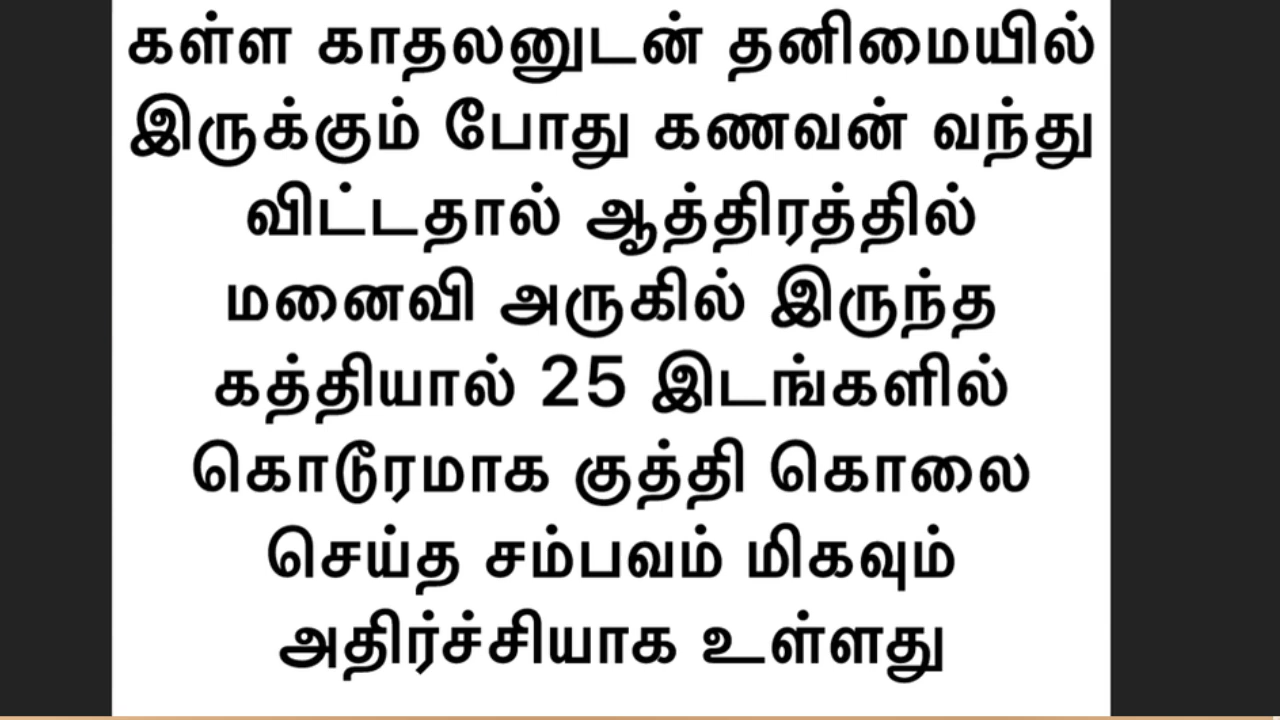 கள்ள காதலனுடன் தனிமையில்
இருக்கும் போது கணவன் வந்து
விட்டதால் ஆத்திரத்தில்
மனைவி அருகில் இருந்த
கத்தியால் 25 இடங்களில்
கொடூரமாக குத்தி கொலை
செய்த சம்பவம் மிகவும்
அதிர்ச்சியாக உள்ளது